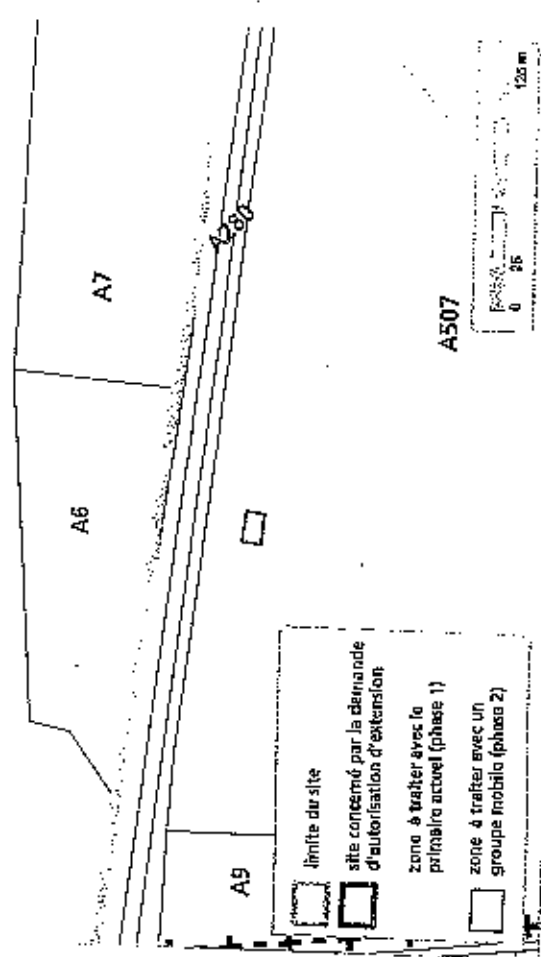 A7
A6
A280
A507
A9
0 25 125 m
limite du site
site concerné par la demande
d'autorisation d'extension
zone à traiter avec le
primaire actuel (phase 1)
zone à traiter avec un
groupe mobile (phase 2)